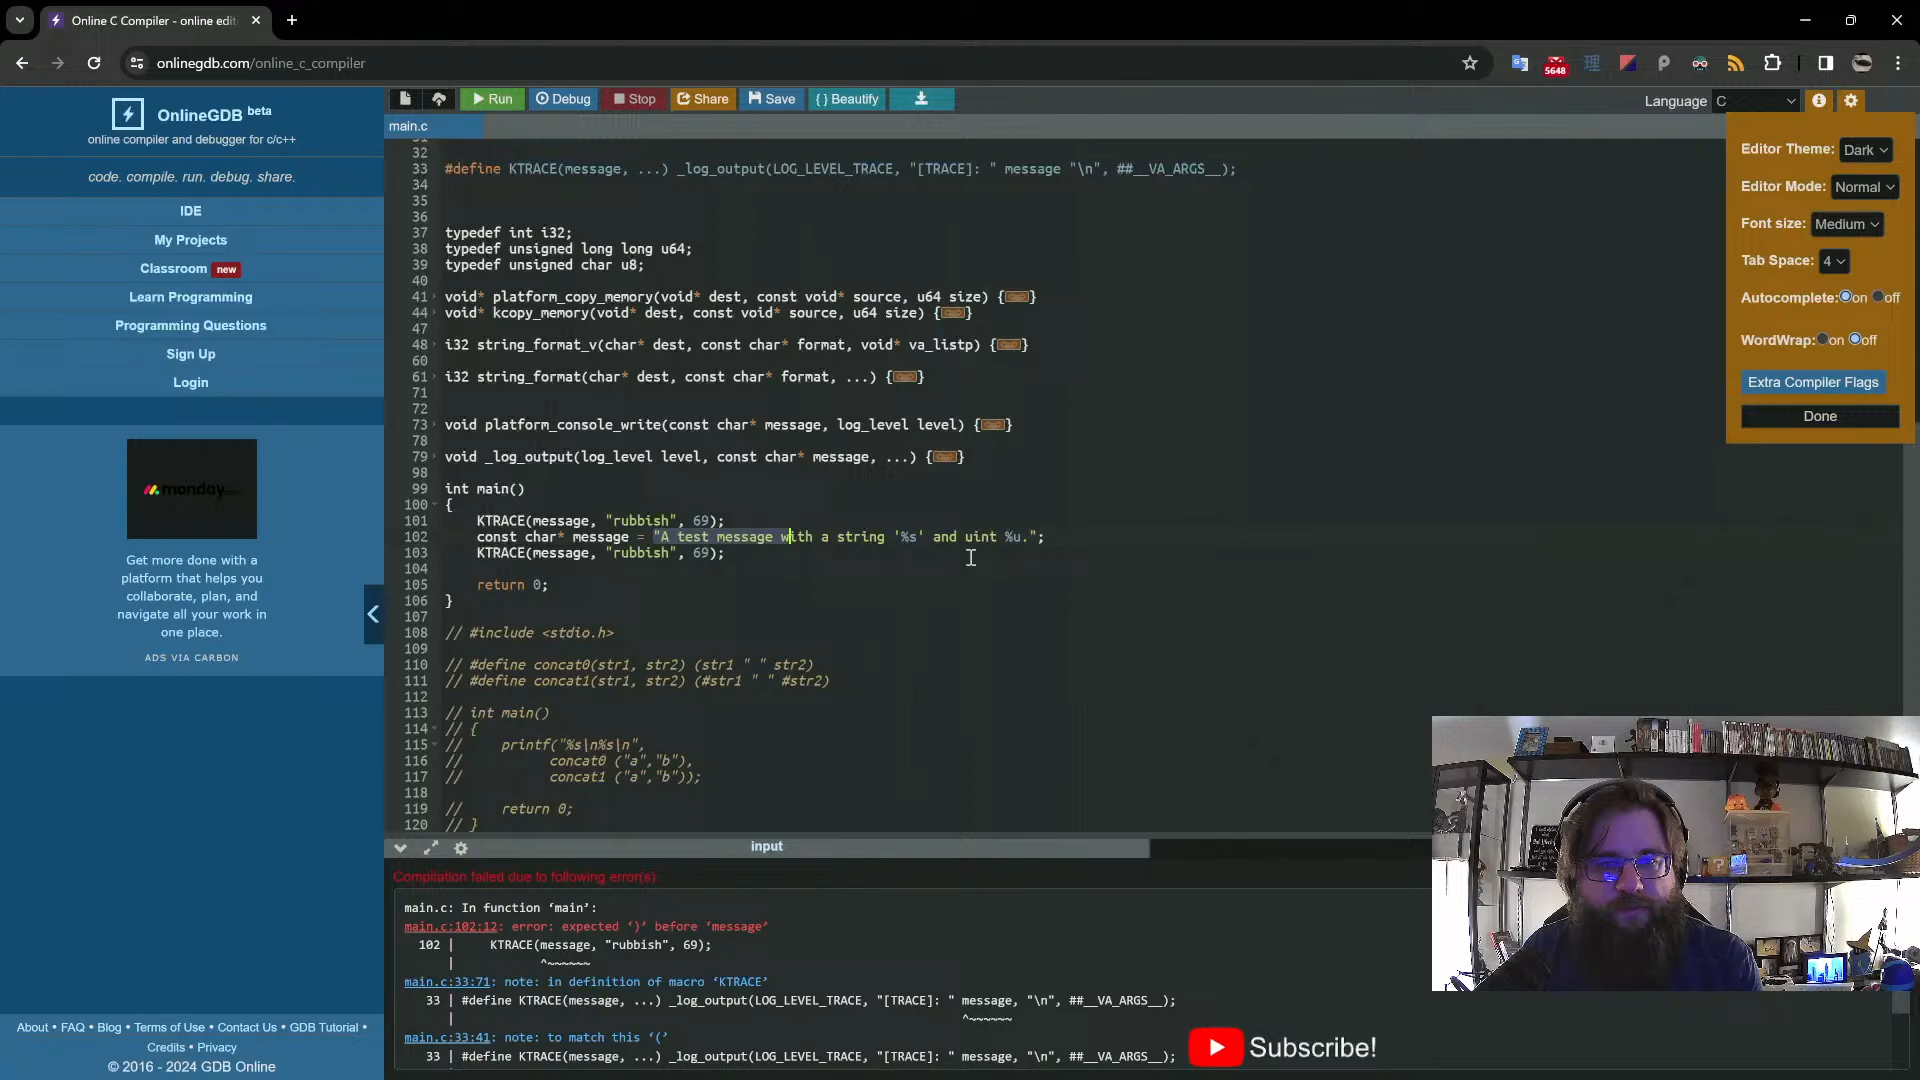 Online C Compiler - online edit
onlinegdb.com/online_c_compiler
5648
OnlineGDB beta
online compiler and debugger for c/c++
code. compile. run. debug. share.
IDE
My Projects
Classroom new
Learn Programming
Programming Questions
Sign Up
Login
monday
Get more done with a
platform that helps you
collaborate, plan, and
navigate all your work in
one place.
ADS VIA CARBON
About • FAQ • Blog • Terms of Use • Contact Us • GDB Tutorial •
Credits • Privacy
© 2016 - 2024 GDB Online
Run Debug Stop Share Save { } Beautify
Language C
main.c
31
32
33 #define KTRACE(message, ...) _log_output(LOG_LEVEL_TRACE, "[TRACE]: " message "\n", ##__VA_ARGS__);
34
35
36
37 typedef int i32;
38 typedef unsigned long long u64;
39 typedef unsigned char u8;
40
41 void* platform_copy_memory(void* dest, const void* source, u64 size) {}
44 void* kcopy_memory(void* dest, const void* source, u64 size) {}
47
48 i32 string_format_v(char* dest, const char* format, void* va_listp) {}
60
61 i32 string_format(char* dest, const char* format, ...) {}
71
72
73 void platform_console_write(const char* message, log_level level) {}
78
79 void _log_output(log_level level, const char* message, ...) {}
98
99 int main()
100 {
101 KTRACE(message, "rubbish", 69);
102 const char* message = "A test message with a string '%s' and uint %u.";
103 KTRACE(message, "rubbish", 69);
104
105 return 0;
106 }
107
108 // #include <stdio.h>
109
110 // #define concat0(str1, str2) (str1 " " str2)
111 // #define concat1(str1, str2) (#str1 " " #str2)
112
113 // int main()
114 // {
115 // printf("%s\n%s\n",
116 // concat0 ("a","b"),
117 // concat1 ("a","b"));
118
119 // return 0;
120 // }
Editor Theme: Dark
Editor Mode: Normal
Font size: Medium
Tab Space: 4
Autocomplete: on off
WordWrap: on off
Extra Compiler Flags
Done
input
Compilation failed due to following error(s)
main.c: In function ‘main’:
main.c:102:12: error: expected ‘)’ before ‘message’
102 | KTRACE(message, "rubbish", 69);
| ^~~~~~~
main.c:33:71: note: in definition of macro ‘KTRACE’
33 | #define KTRACE(message, ...) _log_output(LOG_LEVEL_TRACE, "[TRACE]: " message, "\n", ##__VA_ARGS__);
| ^~~~~~~
main.c:33:41: note: to match this ‘(’
33 | #define KTRACE(message, ...) _log_output(LOG_LEVEL_TRACE, "[TRACE]: " message, "\n", ##__VA_ARGS__);
Subscribe!